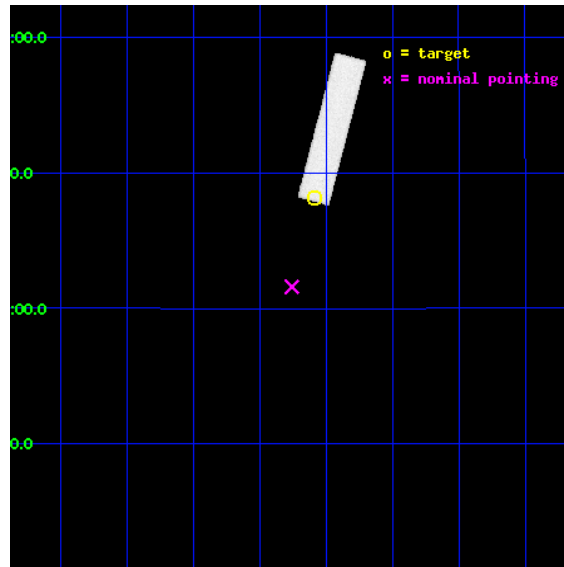 :00.0
o = target
x = nominal pointing
0.0
:00.0
0.0